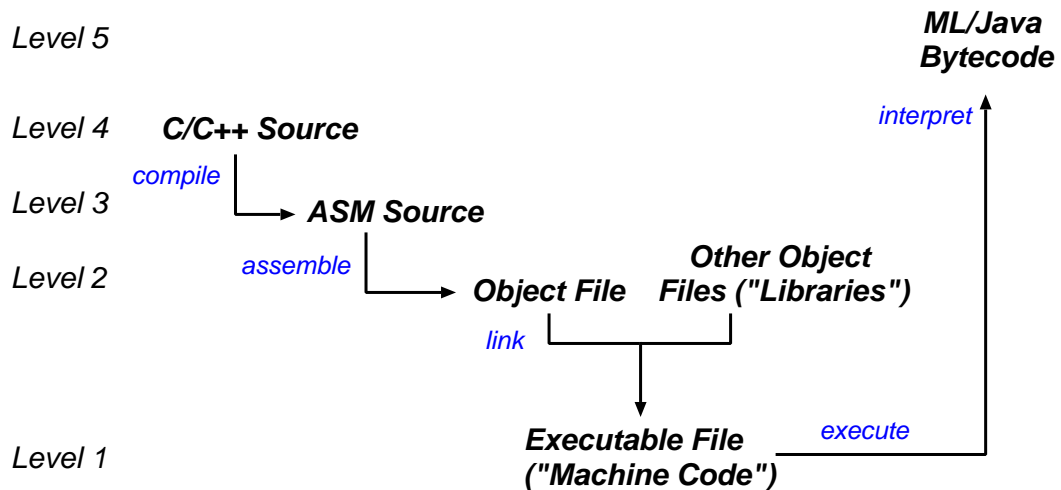 Level 5
ML/Java
Bytecode
Level 4
C/C++ Source
interpret
compile
Level 3
ASM Source
assemble
Level 2
Other Object
Object File
Files ("Libraries")
link
Executable File
execute
Level 1
("Machine Code")